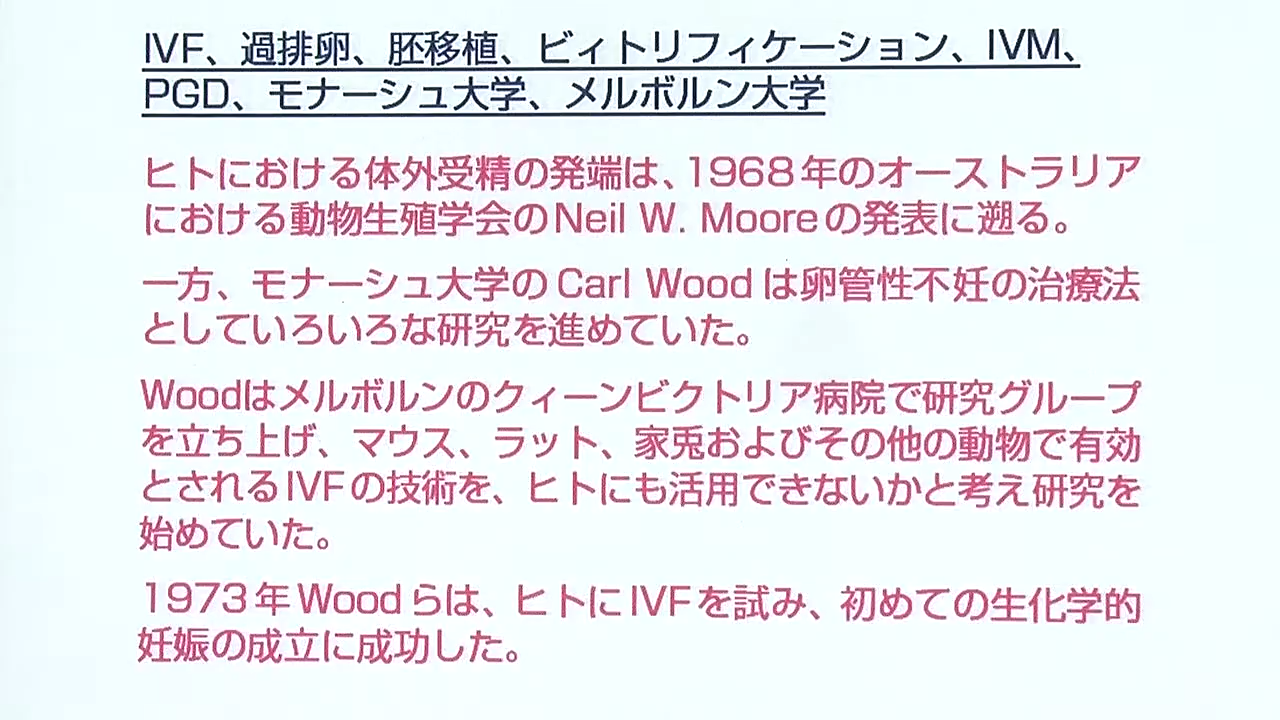 IVF、過排卵、胚移植、ビィトリフィケーション、IVM、
PGD、モナーシュ大学、メルボルン大学
ヒトにおける体外受精の発端は、1968年のオーストラリア
における動物生殖学会のNeil W. Mooreの発表に遡る。
一方、モナーシュ大学のCarl Woodは卵管性不妊の治療法
としていろいろな研究を進めていた。
Woodはメルボルンのクィーンビクトリア病院で研究グループ
を立ち上げ、マウス、ラット、家兎およびその他の動物で有効
とされるIVFの技術を、ヒトにも活用できないかと考え研究を
始めていた。
1973年Woodらは、ヒトにIVFを試み、初めての生化学的
妊娠の成立に成功した。